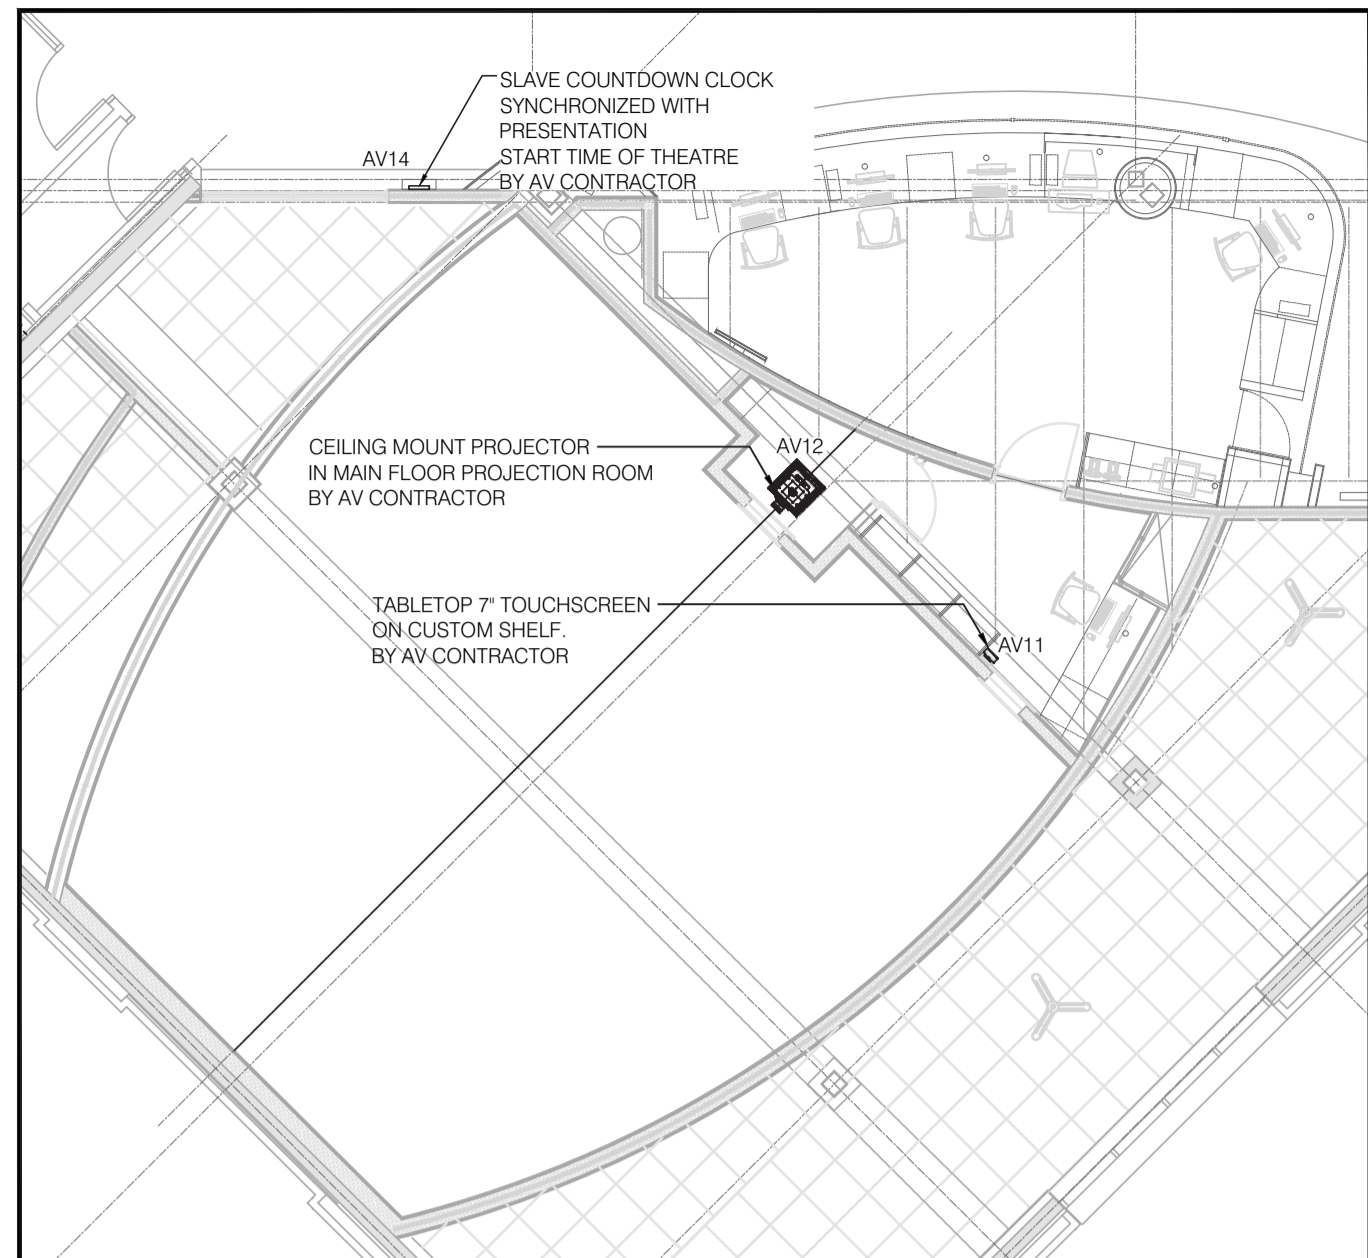 SLAVE COUNTDOWN CLOCK
SYNCHRONIZED WITH
PRESENTATION
START TIME OF THEATRE
BY AV CONTRACTOR
AV14
CEILING MOUNT PROJECTOR
IN MAIN FLOOR PROJECTION ROOM
BY AV CONTRACTOR
AV12
TABLETOP 7" TOUCHSCREEN
ON CUSTOM SHELF.
BY AV CONTRACTOR
AV11